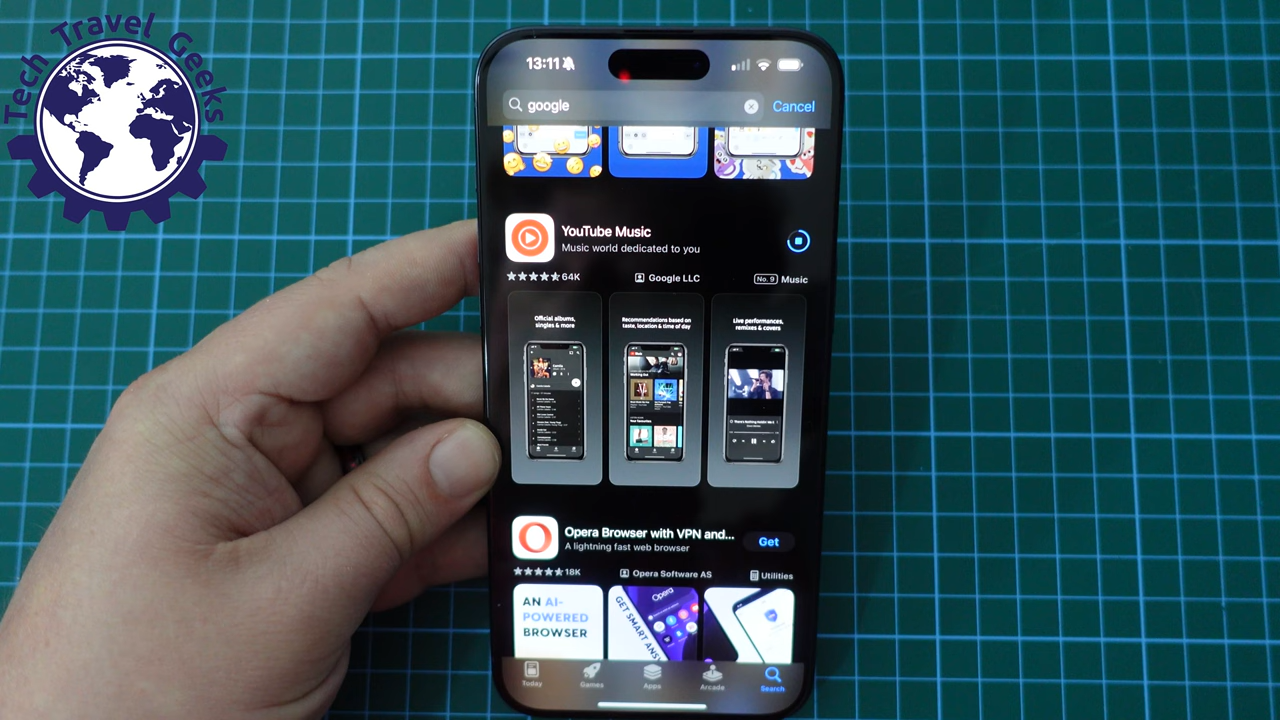 Tech Travel Geeks
13:11
google
Cancel
YouTube Music
Music world dedicated to you
64K
Google LLC
No. 9
Music
Official albums,
singles & more
Recommendations based on
taste, location & time of day
Live performances,
remixes & covers
Opera Browser with VPN and...
A lightning fast web browser
Get
18K
Opera Software AS
Utilities
AN AI-
POWERED
BROWSER
Opera
GET SMART ANS
Today
Games
Apps
Arcade
Search